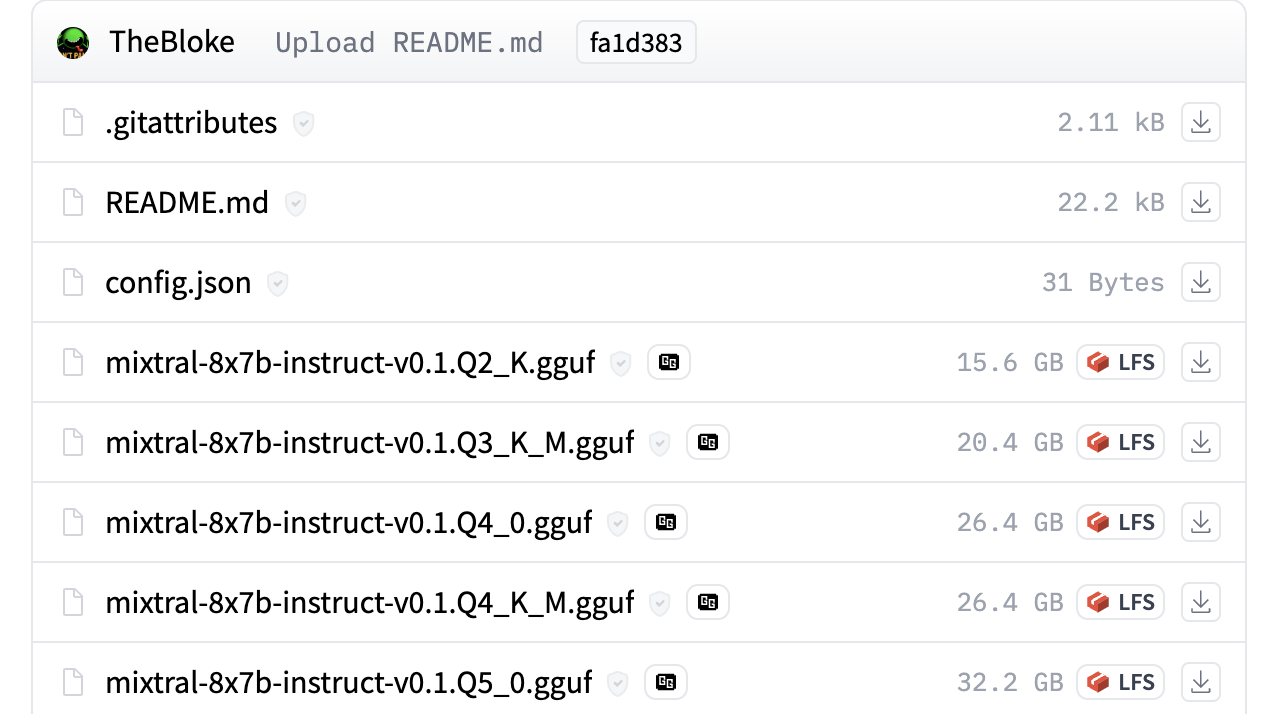 TheBloke Upload README.md fa1d383
.gitattributes 2.11 kB
README.md 22.2 kB
config.json 31 Bytes
mixtral-8x7b-instruct-v0.1.Q2_K.gguf 15.6 GB LFS
mixtral-8x7b-instruct-v0.1.Q3_K_M.gguf 20.4 GB LFS
mixtral-8x7b-instruct-v0.1.Q4_0.gguf 26.4 GB LFS
mixtral-8x7b-instruct-v0.1.Q4_K_M.gguf 26.4 GB LFS
mixtral-8x7b-instruct-v0.1.Q5_0.gguf 32.2 GB LFS